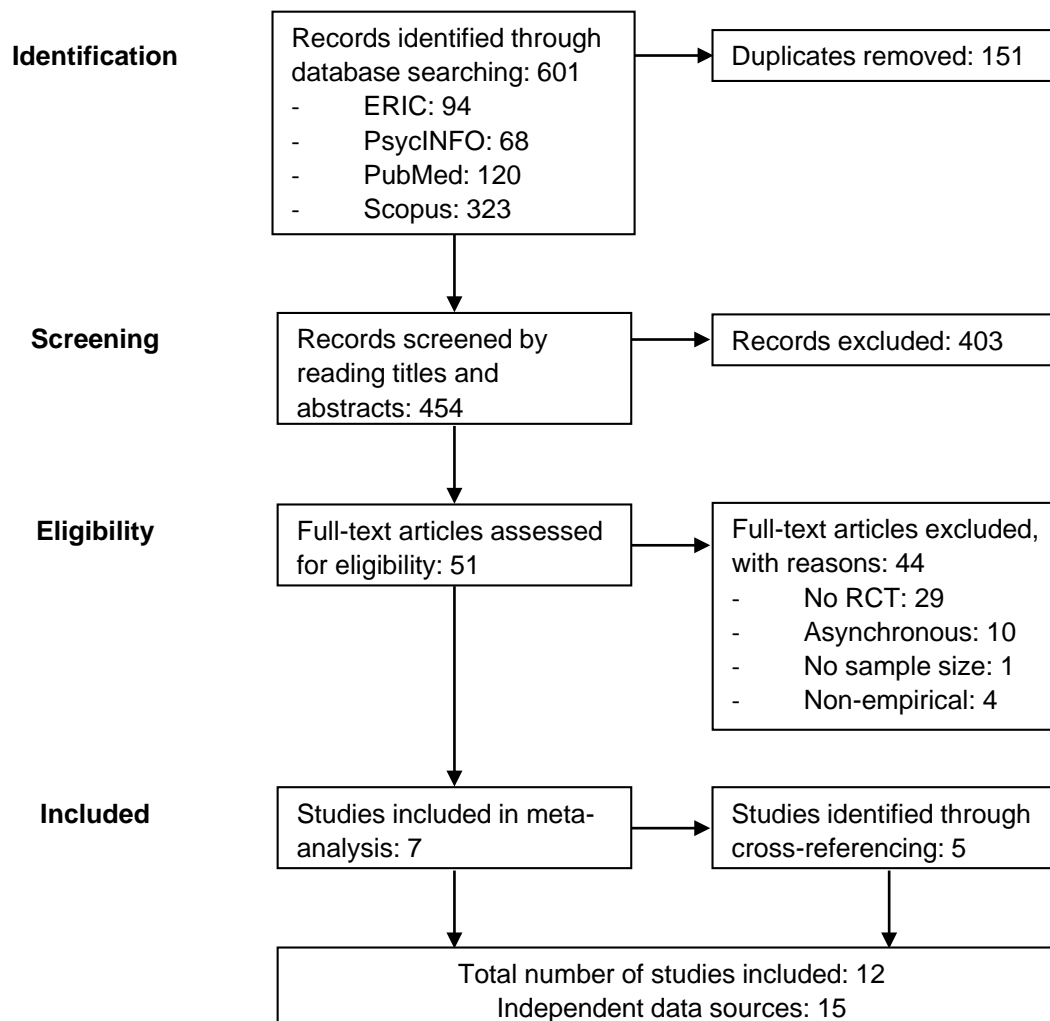 Identification
Records identified through
database searching: 601
- ERIC: 94
- PsycINFO: 68
- PubMed: 120
- Scopus: 323
Duplicates removed: 151
Screening
Records screened by
reading titles and
abstracts: 454
Records excluded: 403
Eligibility
Full-text articles assessed
for eligibility: 51
Full-text articles excluded,
with reasons: 44
- No RCT: 29
- Asynchronous: 10
- No sample size: 1
- Non-empirical: 4
Included
Studies included in meta-
analysis: 7
Studies identified through
cross-referencing: 5
Total number of studies included: 12
Independent data sources: 15